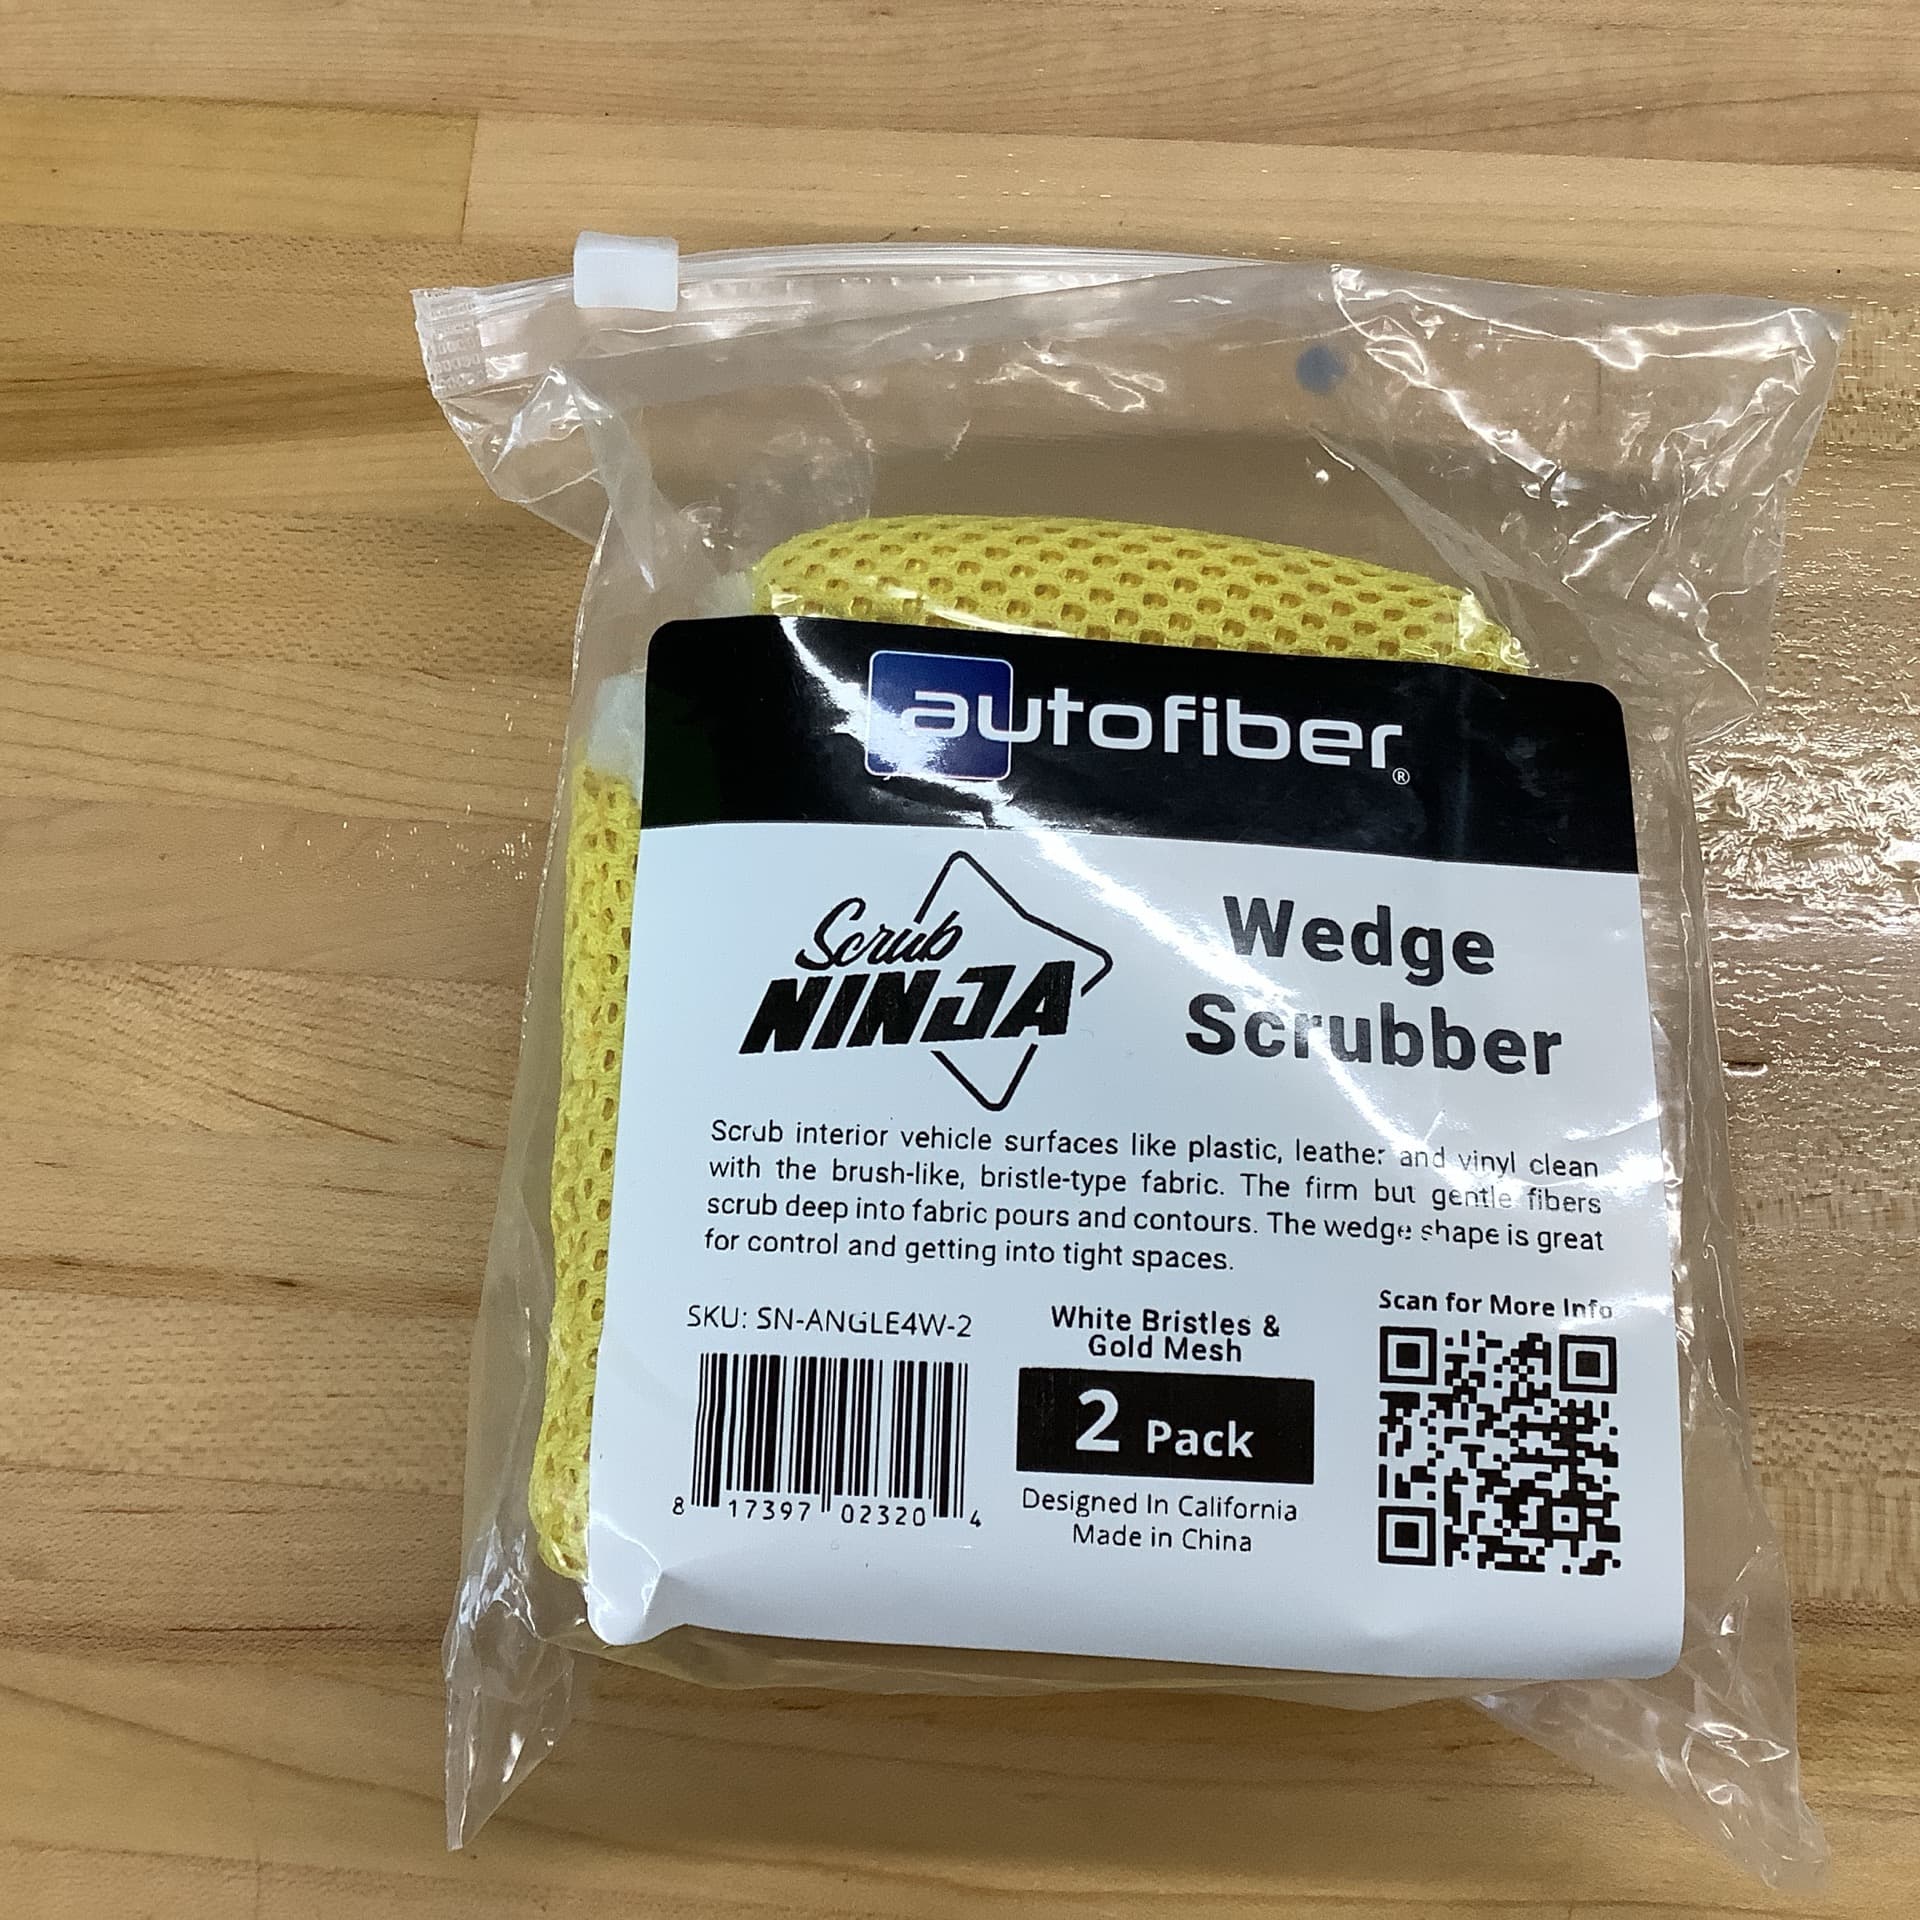 autofiber®
Scrub
NINJA
Wedge
Scrubber
Scrub interior vehicle surfaces like plastic, leather and vinyl clean
with the brush-like, bristle-type fabric. The firm but gentle fibers
scrub deep into fabric pours and contours. The wedge shape is great
for control and getting into tight spaces.
SKU: SN-ANGLE4W-2
8 17397 02320 4
White Bristles &
Gold Mesh
2 Pack
Designed In California
Made in China
Scan for More Info